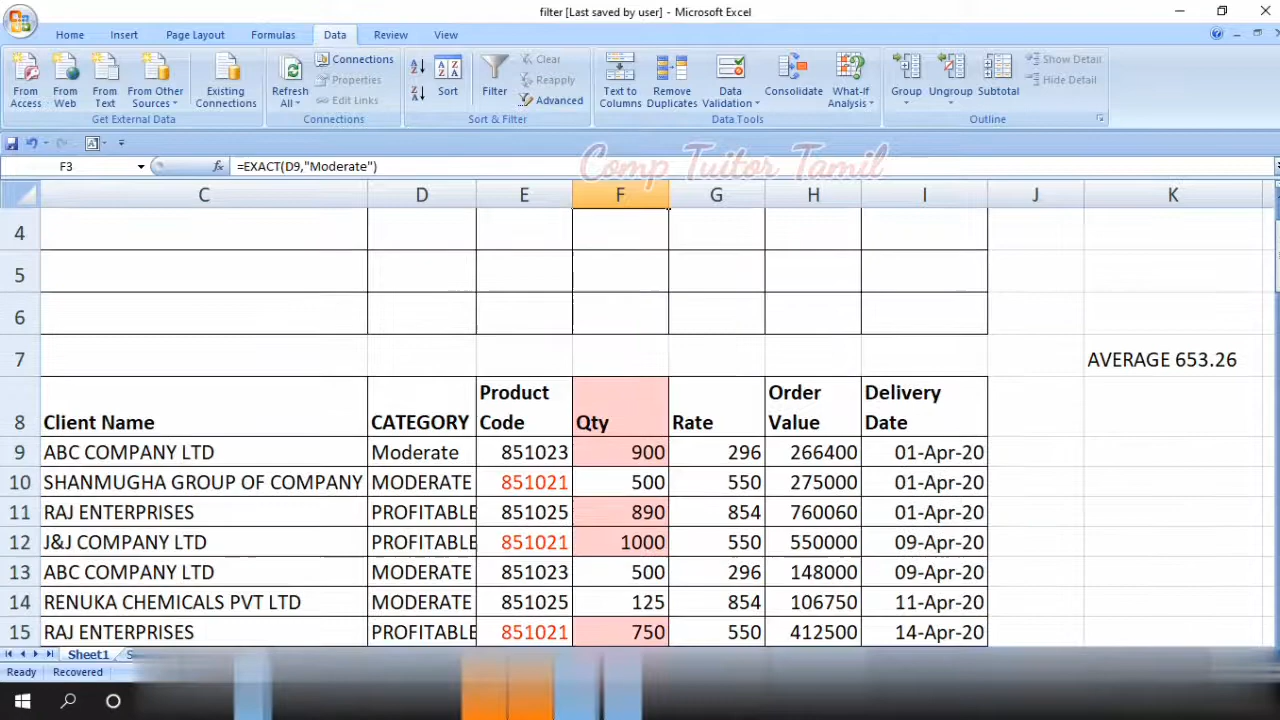 filter [Last saved by user] - Microsoft Excel
Home Insert Page Layout Formulas Data Review View
From Access
From Web
From Text
From Other Sources
Existing Connections
Get External Data
Refresh All
Connections
Properties
Edit Links
Connections
Sort
Filter
Clear
Reapply
Advanced
Sort & Filter
Text to Columns
Remove Duplicates
Data Validation
Consolidate
What-If Analysis
Data Tools
Group
Ungroup
Subtotal
Show Detail
Hide Detail
Outline
F3 fx =EXACT(D9,"Moderate")
Comp Tuitor Tamil
C D E F G H I J K
4
5
6
7 AVERAGE 653.26
8 Client Name CATEGORY Product Code Qty Rate Order Value Delivery Date
9 ABC COMPANY LTD Moderate 851023 900 296 266400 01-Apr-20
10 SHANMUGHA GROUP OF COMPANY MODERATE 851021 500 550 275000 01-Apr-20
11 RAJ ENTERPRISES PROFITABLE 851025 890 854 760060 01-Apr-20
12 J&J COMPANY LTD PROFITABLE 851021 1000 550 550000 09-Apr-20
13 ABC COMPANY LTD MODERATE 851023 500 296 148000 09-Apr-20
14 RENUKA CHEMICALS PVT LTD MODERATE 851025 125 854 106750 11-Apr-20
15 RAJ ENTERPRISES PROFITABLE 851021 750 550 412500 14-Apr-20
Sheet1
Ready Recovered